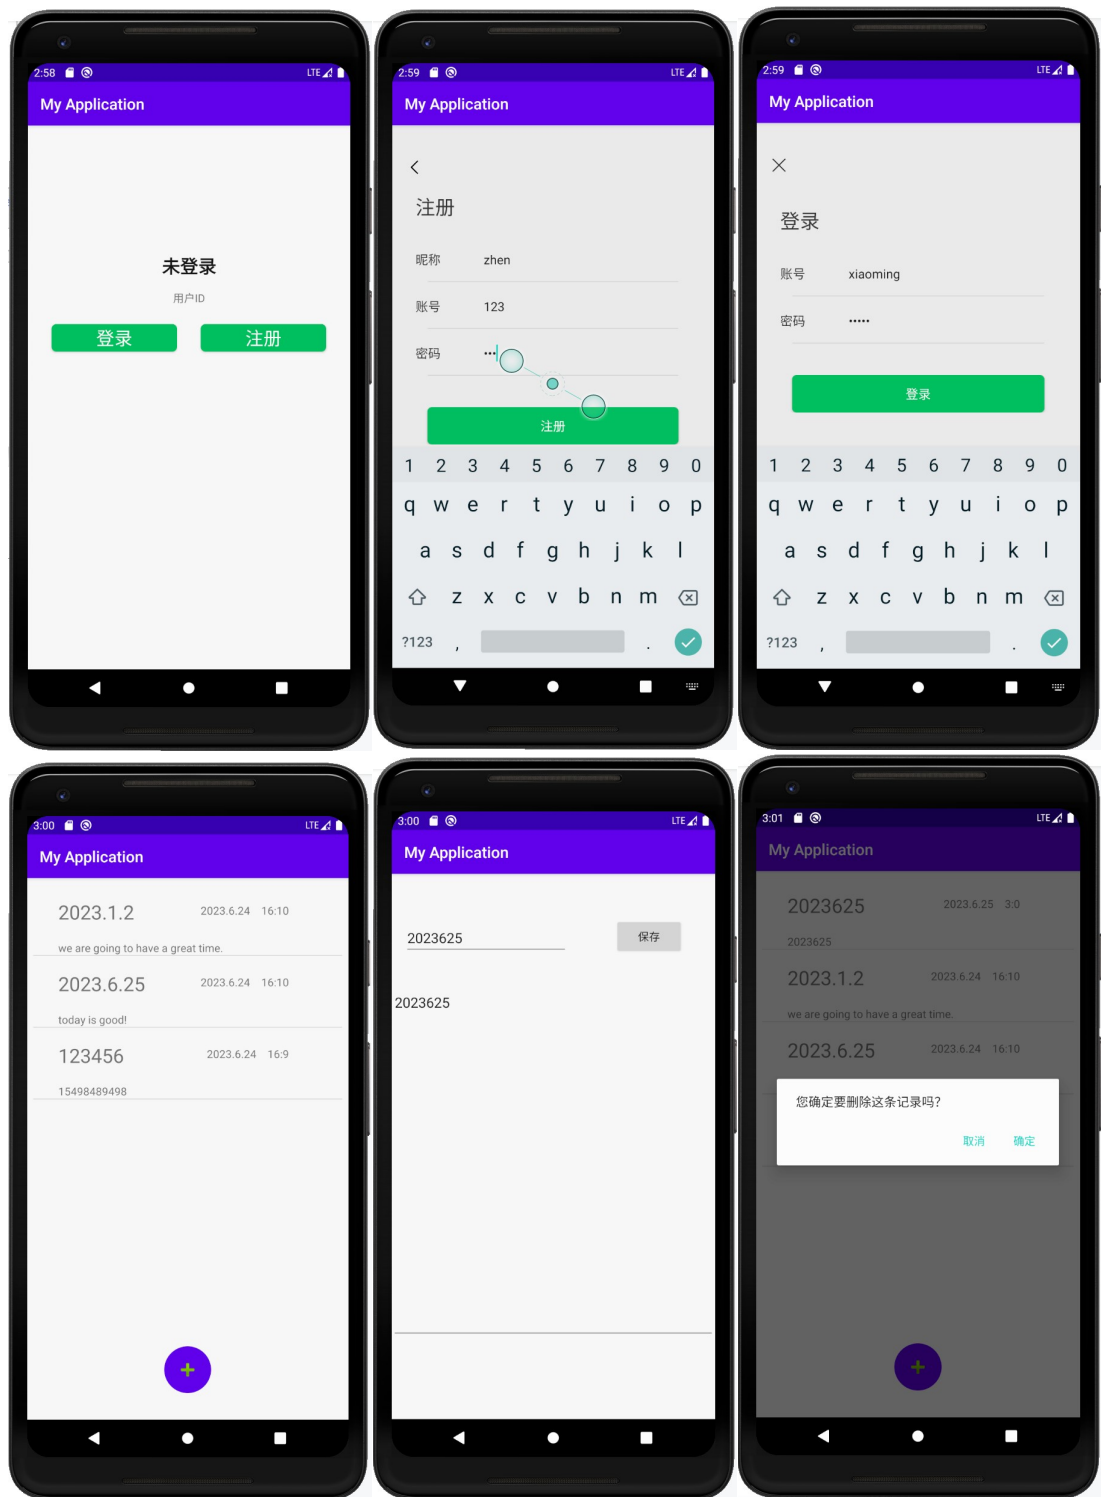 2:58 LTE
My Application
未登录
用户ID
登录 注册
2:59 LTE
My Application
注册
昵称 zhen
账号 123
密码 •••
注册
1 2 3 4 5 6 7 8 9 0
q w e r t y u i o p
a s d f g h j k l
z x c v b n m
?123 , .
2:59 LTE
My Application
登录
账号 xiaoming
密码 •••••
登录
1 2 3 4 5 6 7 8 9 0
q w e r t y u i o p
a s d f g h j k l
z x c v b n m
?123 , .
3:00 LTE
My Application
2023.1.2 2023.6.24 16:10
we are going to have a great time.
2023.6.25 2023.6.24 16:10
today is good!
123456 2023.6.24 16:9
15498489498
3:00 LTE
My Application
2023625 保存
2023625
3:01 LTE
My Application
2023625 2023.6.25 3:0
2023625
2023.1.2 2023.6.24 16:10
we are going to have a great time.
2023.6.25 2023.6.24 16:10
您确定要删除这条记录吗?
取消 确定